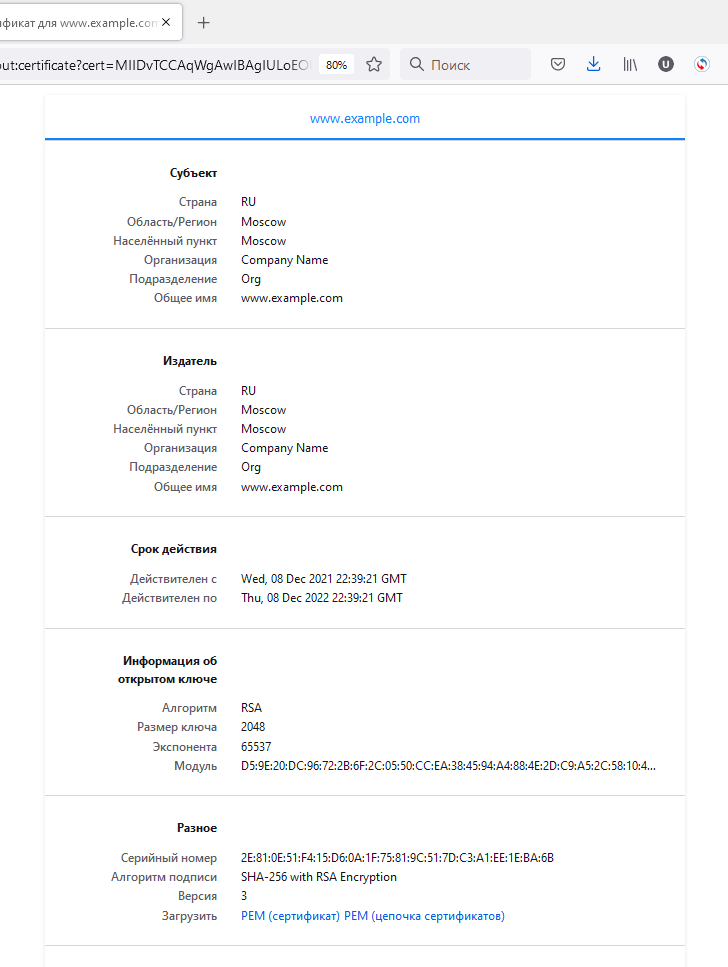 фикат для www.example.con
out:certificate?cert=MIIDvTCCAqWgAwIBAgIULoEO
80%
Поиск
www.example.com
Субъект
Страна RU
Область/Регион Moscow
Населённый пункт Moscow
Организация Company Name
Подразделение Org
Общее имя www.example.com
Издатель
Страна RU
Область/Регион Moscow
Населённый пункт Moscow
Организация Company Name
Подразделение Org
Общее имя www.example.com
Срок действия
Действителен с Wed, 08 Dec 2021 22:39:21 GMT
Действителен по Thu, 08 Dec 2022 22:39:21 GMT
Информация об
открытом ключе
Алгоритм RSA
Размер ключа 2048
Экспонента 65537
Модуль D5:9E:20:DC:96:72:2B:6F:2C:05:50:CC:EA:38:45:94:A4:88:4E:2D:C9:A5:2C:58:10:4...
Разное
Серийный номер 2E:81:0E:51:F4:15:D6:0A:1F:75:81:9C:51:7D:C3:A1:EE:1E:BA:6B
Алгоритм подписи SHA-256 with RSA Encryption
Версия 3
Загрузить PEM (сертификат) PEM (цепочка сертификатов)